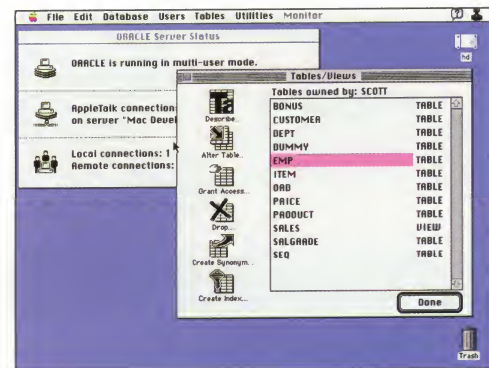 File Edit Database Users Tables Utilities Monitor
hd
ORACLE Server Status
ORACLE is running in multi-user mode.
AppleTalk connection
on server "Mac Devel
Local connections: 1
Remote connections:
Tables/Views
Tables owned by: SCOTT
Describe...
Alter Table...
Grant Access...
Drop...
Create Synonym...
Create Index...
BONUS TABLE
CUSTOMER TABLE
DEPT TABLE
DUMMY TABLE
EMP TABLE
ITEM TABLE
ORD TABLE
PRICE TABLE
PRODUCT TABLE
SALES VIEW
SALGRADE TABLE
SEQ TABLE
Done
Trash